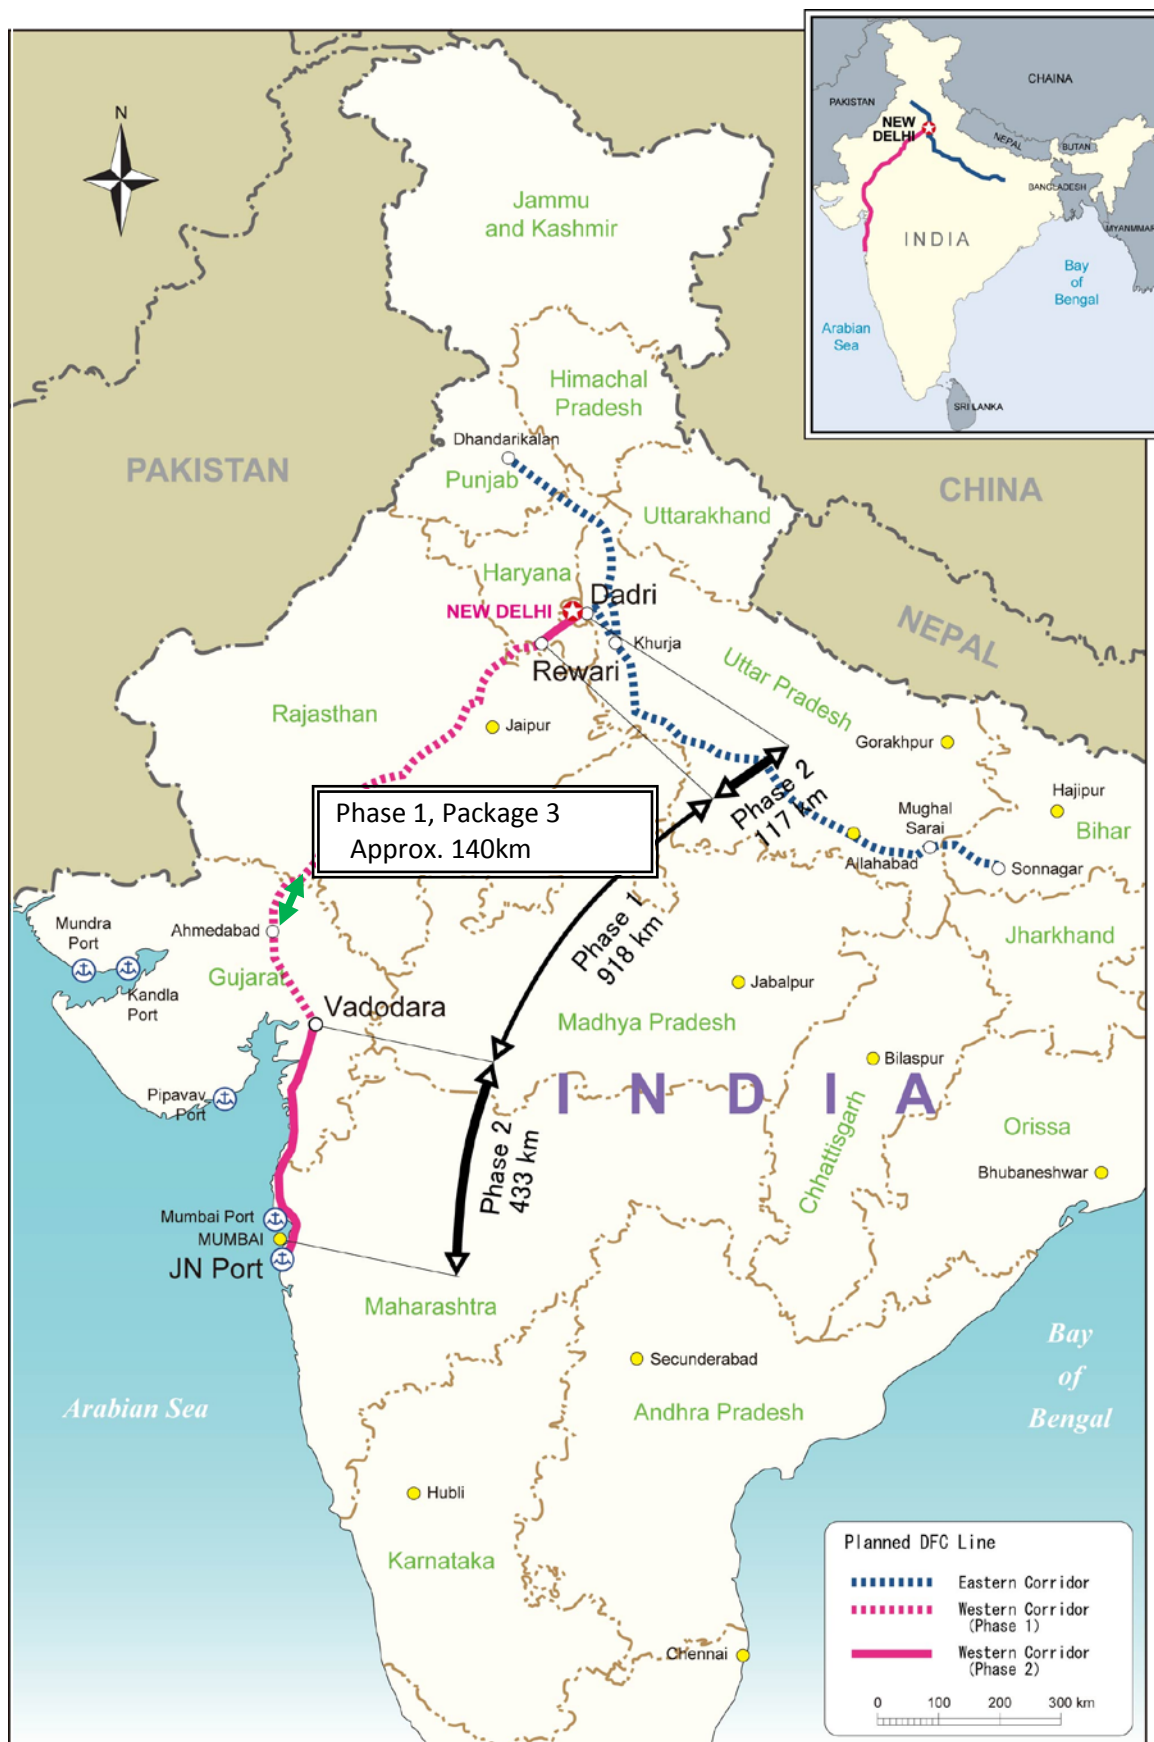 N
CHAINA
PAKISTAN
NEW
DELHI
NEPAL
BUTAN
BANGLADESH
MYANMMAR
INDIA
Bay
of
Bengal
Arabian
Sea
SRI LANKA
Jammu
and Kashmir
Himachal
Pradesh
Dhandarikalan
PAKISTAN
Punjab
CHINA
Uttarakhand
Haryana
Dadri
NEW DELHI
NEPAL
Khurja
Rewari
Uttar Pradesh
Rajasthan
Jaipur
Gorakhpur
Phase 2
117 km
Hajipur
Phase 1, Package 3
Approx. 140km
Mughal
Sarai
Bihar
Allahabad
Sonnagar
Phase 1
918 km
Mundra
Port
Ahmedabad
Jharkhand
Gujarat
Kandla
Port
Jabalpur
Vadodara
Madhya Pradesh
Bilaspur
INDIA
Pipavav
Port
Chhattisgarh
Orissa
Phase 2
433 km
Bhubaneshwar
Mumbai Port
MUMBAI
JN Port
Maharashtra
Secunderabad
Bay
of
Bengal
Arabian Sea
Andhra Pradesh
Hubli
Karnataka
Chennai
Planned DFC Line
Eastern Corridor
Western Corridor
(Phase 1)
Western Corridor
(Phase 2)
0 100 200 300 km